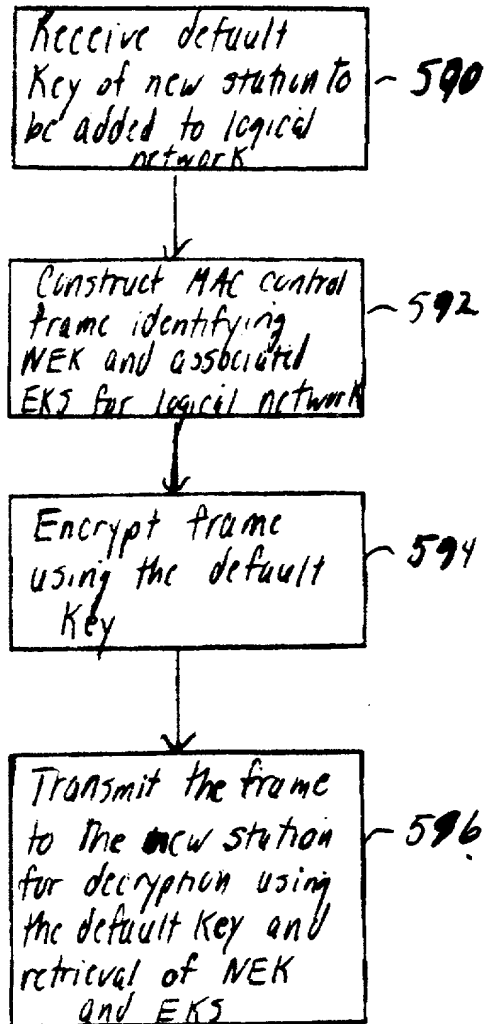 Receive default
Key of new station to
be added to logical
network
590
Construct MAC control
frame identifying
NEK and associated
EKS for logical network
592
Encrypt frame
using the default
Key
594
Transmit the frame
to the new station
for decryption using
the default Key and
retrieval of NEK
and EKS
596